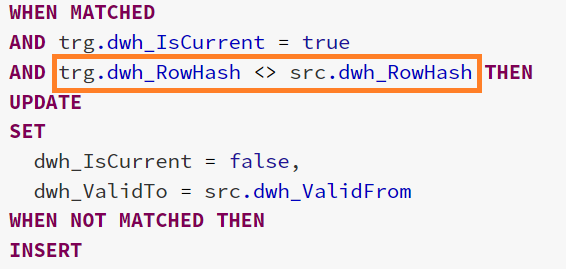 WHEN MATCHED
AND trg.dwh_IsCurrent = true
AND trg.dwh_RowHash <> src.dwh_RowHash THEN
UPDATE
SET
dwh_IsCurrent = false,
dwh_ValidTo = src.dwh_ValidFrom
WHEN NOT MATCHED THEN
INSERT